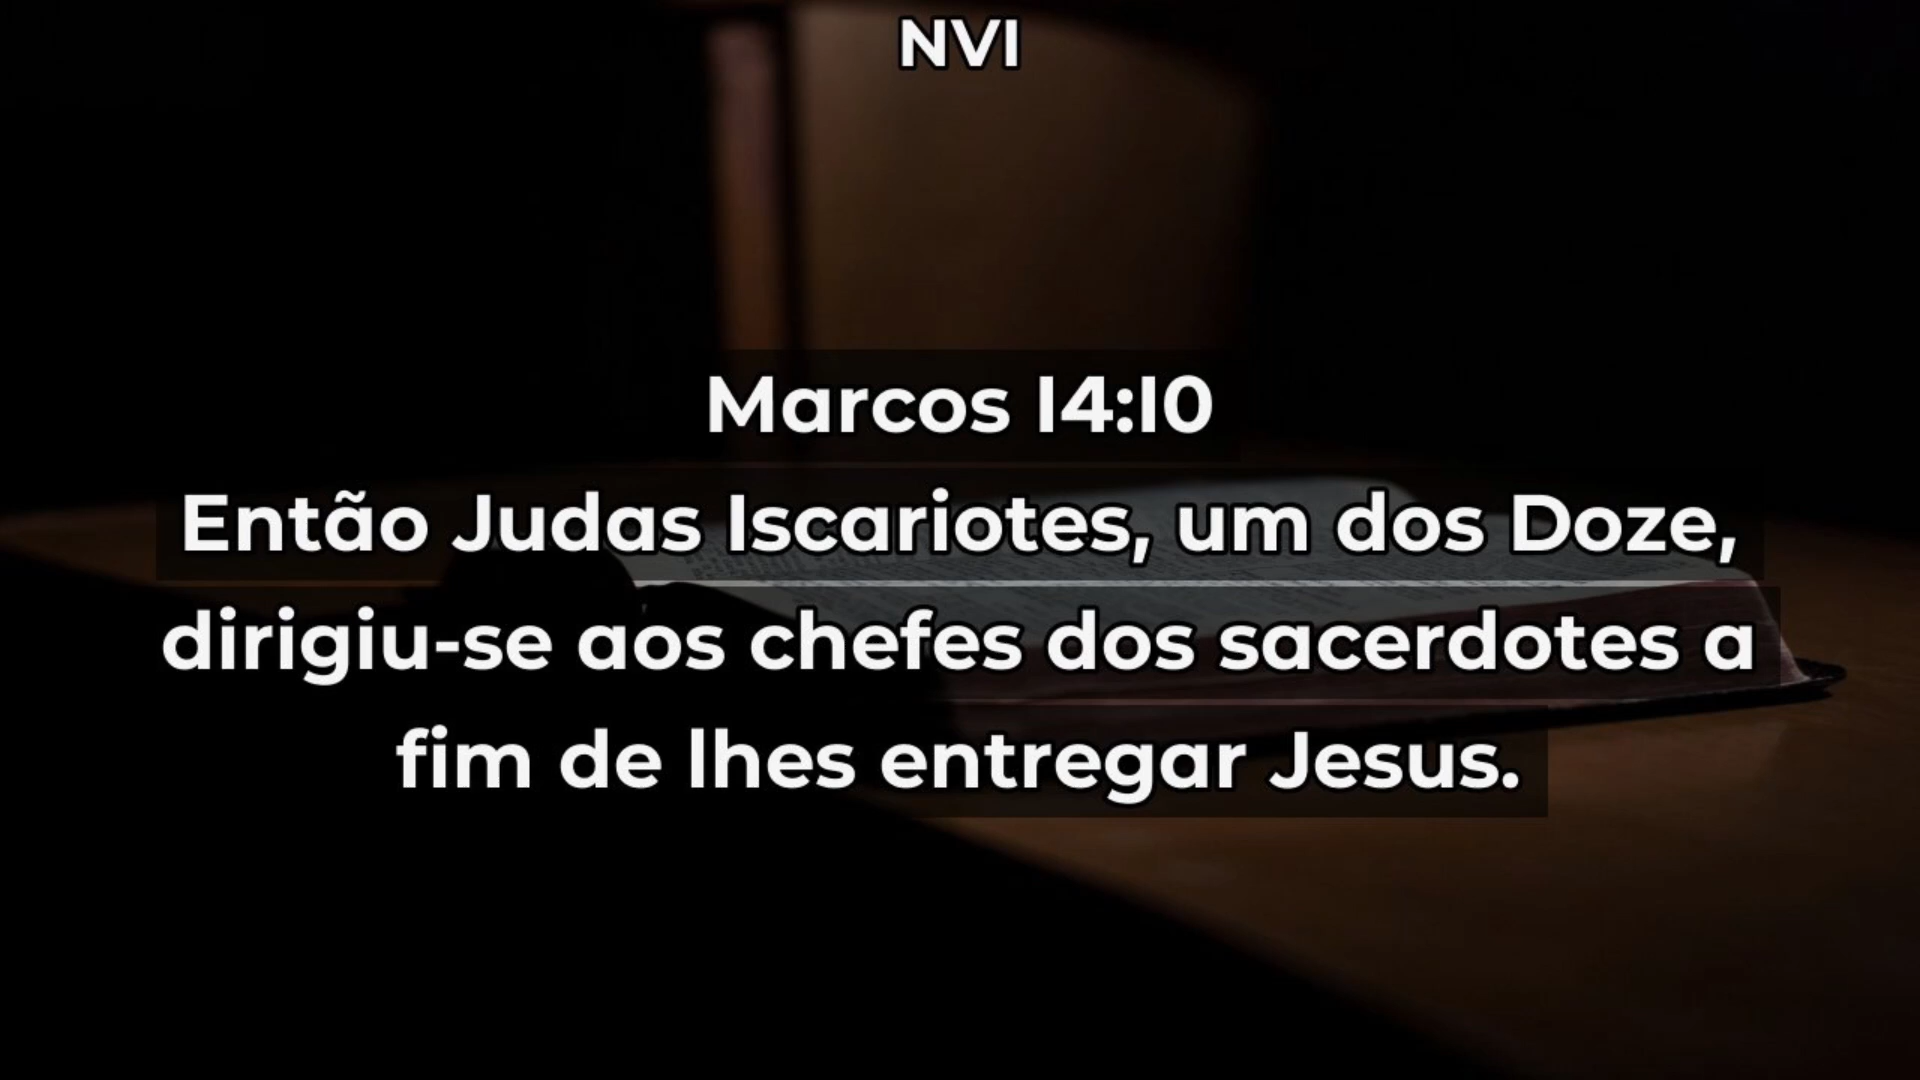 NVI
Marcos 14:10
Então Judas Iscariotes, um dos Doze,
dirigiu-se aos chefes dos sacerdotes a
fim de lhes entregar Jesus.